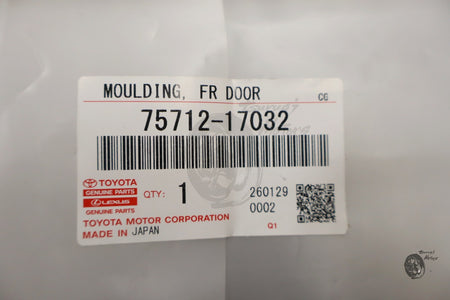 MOULDING, FR DOOR CG
75712-17032
TOYOTA
GENUINE PARTS
LEXUS
GENUINE PARTS
QTY: 1
260129
0002
TOYOTA MOTOR CORPORATION
MADE IN JAPAN
Q1